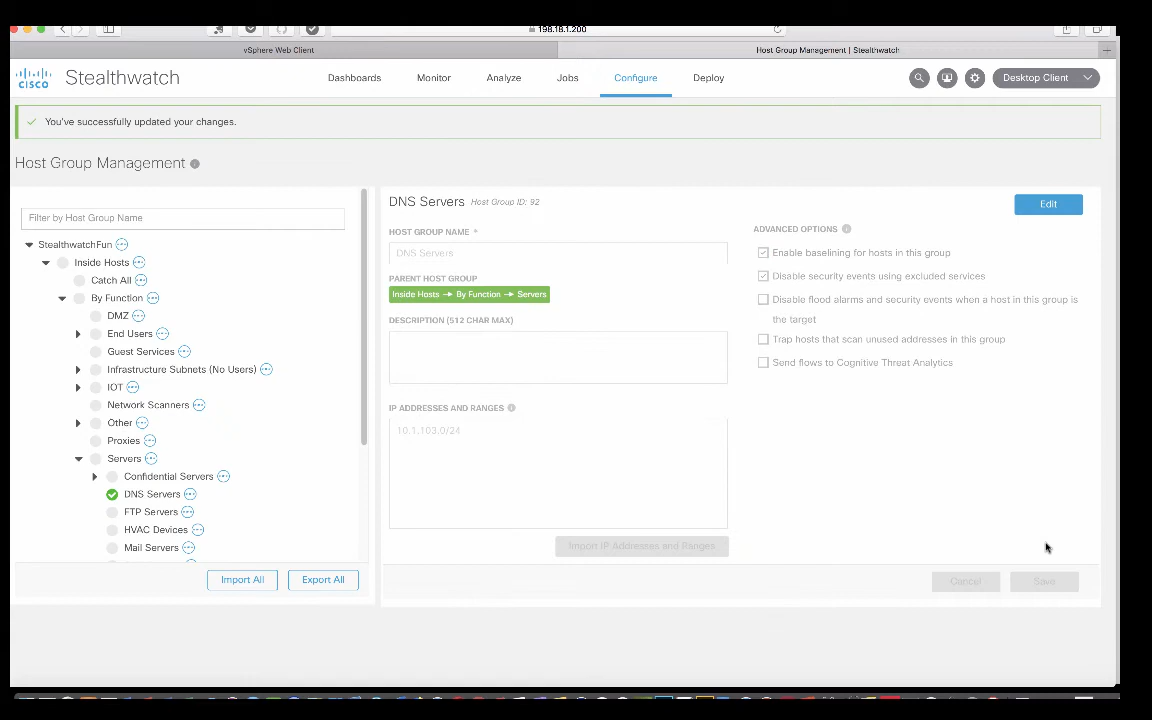 198.18.1.200
vSphere Web Client
Host Group Management | Stealthwatch
cisco
Stealthwatch
Dashboards
Monitor
Analyze
Jobs
Configure
Deploy
Desktop Client
You've successfully updated your changes.
Host Group Management
Filter by Host Group Name
StealthwatchFun
Inside Hosts
Catch All
By Function
DMZ
End Users
Guest Services
Infrastructure Subnets (No Users)
IOT
Network Scanners
Other
Proxies
Servers
Confidential Servers
DNS Servers
FTP Servers
HVAC Devices
Mail Servers
Import All
Export All
DNS Servers Host Group ID: 92
Edit
HOST GROUP NAME *
DNS Servers
PARENT HOST GROUP
Inside Hosts → By Function → Servers
DESCRIPTION (512 CHAR MAX)
IP ADDRESSES AND RANGES
10.1.103.0/24
Import IP Addresses and Ranges
ADVANCED OPTIONS
Enable baselining for hosts in this group
Disable security events using excluded services
Disable flood alarms and security events when a host in this group is
the target
Trap hosts that scan unused addresses in this group
Send flows to Cognitive Threat Analytics
Cancel
Save